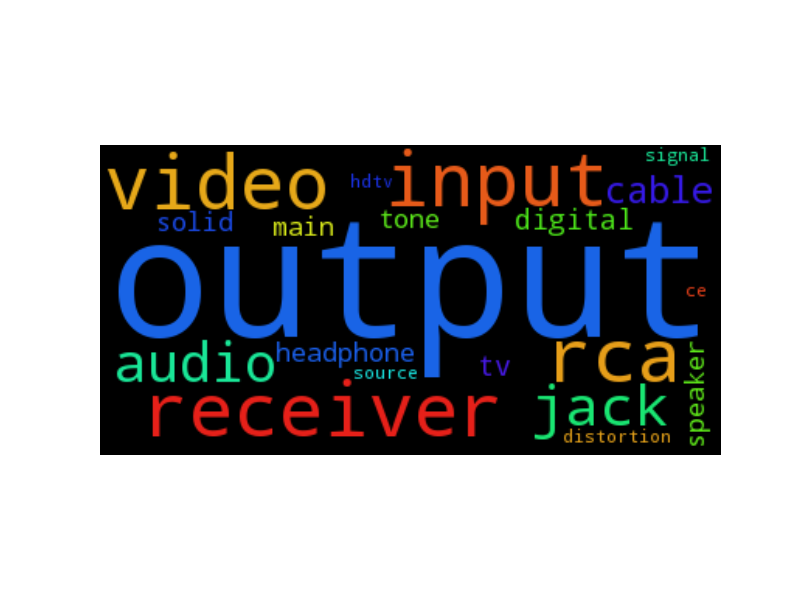 signal
video hdtv input cable
solid main tone digital
output
ce
audio headphone source tv rca
receiver jack speaker
distortion